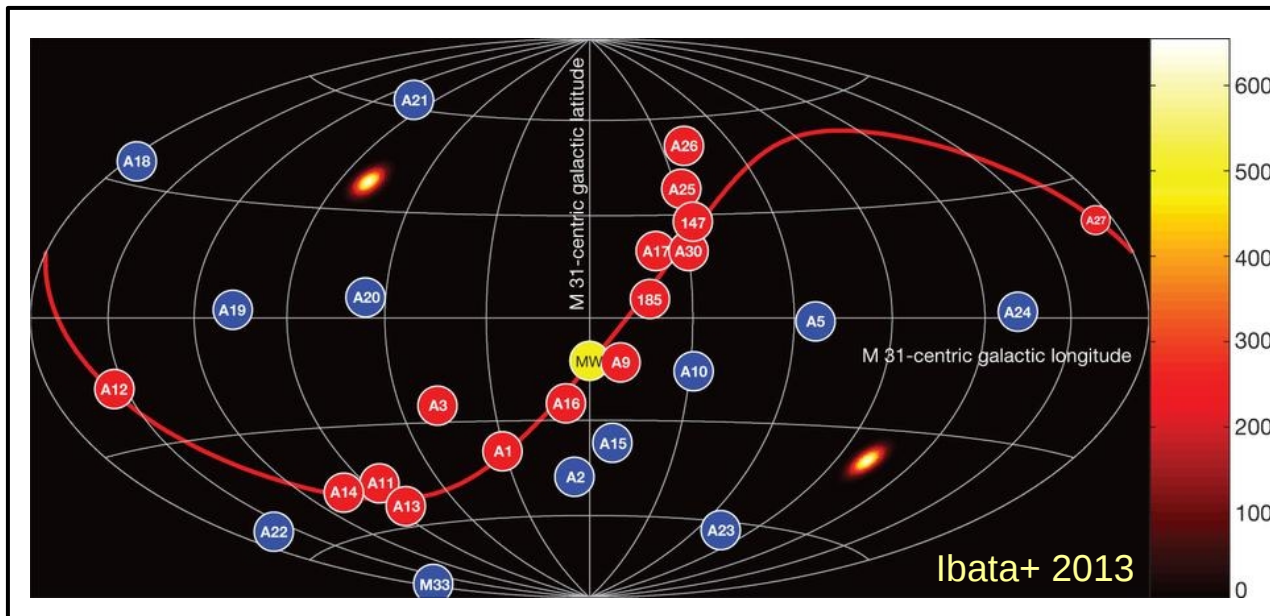 A21
A18
A26
A25
147
A27
A17
A30
185
A20
A19
A24
A5
MW
A9
A10
A12
A3
A16
A15
A1
A2
A11
A14
A13
A22
A23
M33
M 31-centric galactic latitude
M 31-centric galactic longitude
Ibata+ 2013
600
500
400
300
200
100
0